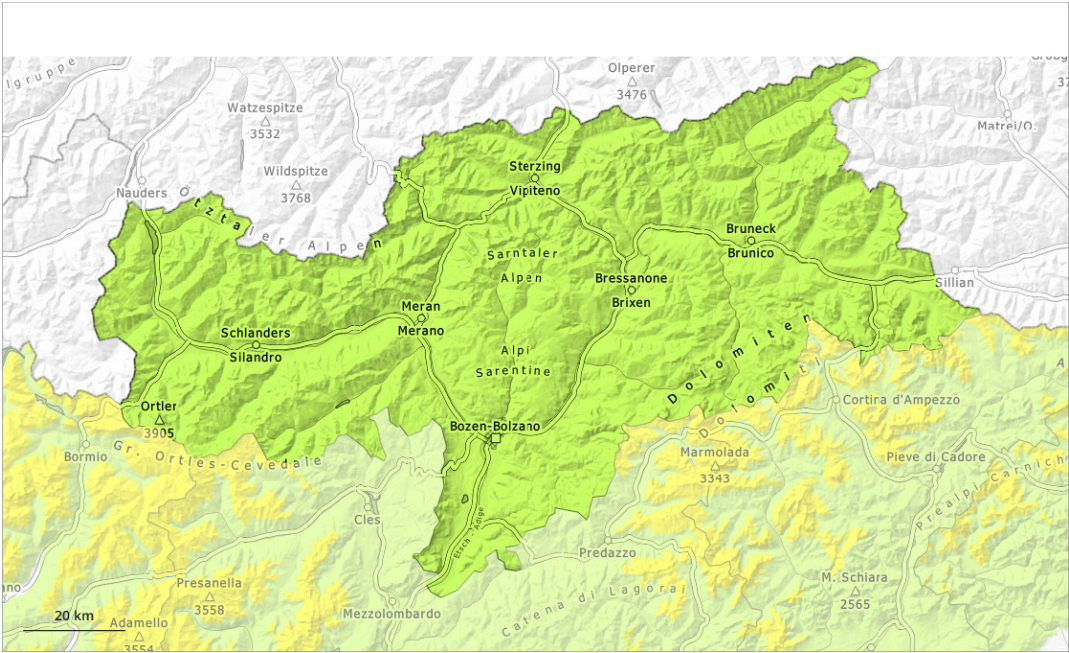 lgruppe
Olperer
3476
Watzespitze
3532
Matrei/O.
Sterzing
Vipiteno
Wildspitze
3768
Nauders
Ötztaler Alpen
Bruneck
Brunico
Sarntaler
Alpen
Bressanone
Brixen
Sillian
Meran
Merano
Schlanders
Silandro
Alpi
Sarentine
Dolomiten
Dolomiti
Ortler
3905
Cortina d'Ampezzo
Bozen-Bolzano
Gr. Ortles-Cevedale
Bormio
Marmolada
3343
Pieve di Cadore
Prealpi Carnich
Cles
Etsch - Adige
Predazzo
Presanella
3558
M. Schiara
2565
Catena di Lagorai
Mezzolombardo
20 km
Adamello
3554